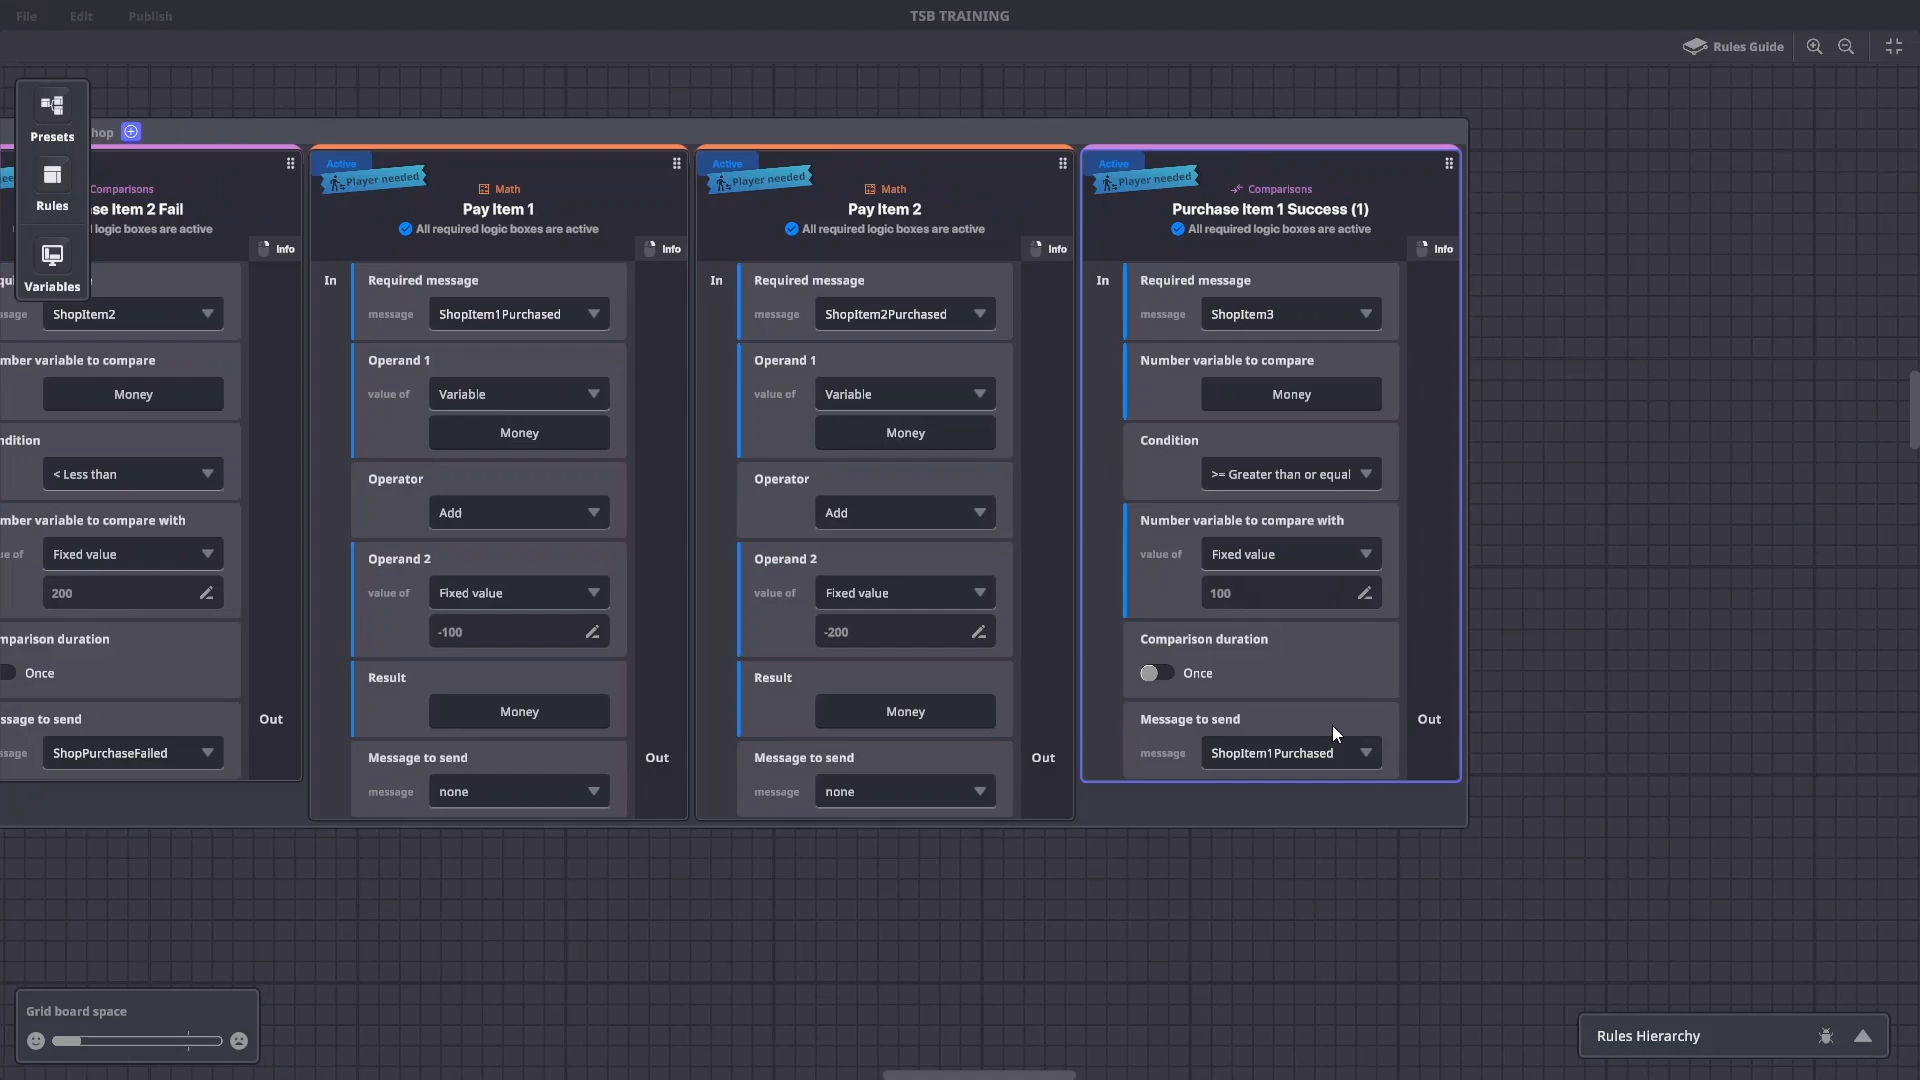 File
Edit
Publish
TSB TRAINING
Rules Guide
Presets
Rules
Variables
hop
Comparisons
se Item 2 Fail
l logic boxes are active
Info
message
ShopItem2
mber variable to compare
Money
ndition
< Less than
mber variable to compare with
ue of
Fixed value
200
mparison duration
Once
ssage to send
ssage
ShopPurchaseFailed
Out
Active
Player needed
Math
Pay Item 1
All required logic boxes are active
Info
In
Required message
message
ShopItem1Purchased
Operand 1
value of
Variable
Money
Operator
Add
Operand 2
value of
Fixed value
-100
Result
Money
Message to send
message
none
Out
Active
Player needed
Math
Pay Item 2
All required logic boxes are active
Info
In
Required message
message
ShopItem2Purchased
Operand 1
value of
Variable
Money
Operator
Add
Operand 2
value of
Fixed value
-200
Result
Money
Message to send
message
none
Out
Active
Player needed
Comparisons
Purchase Item 1 Success (1)
All required logic boxes are active
Info
In
Required message
message
ShopItem3
Number variable to compare
Money
Condition
>= Greater than or equal
Number variable to compare with
value of
Fixed value
100
Comparison duration
Once
Message to send
message
ShopItem1Purchased
Out
Grid board space
Rules Hierarchy